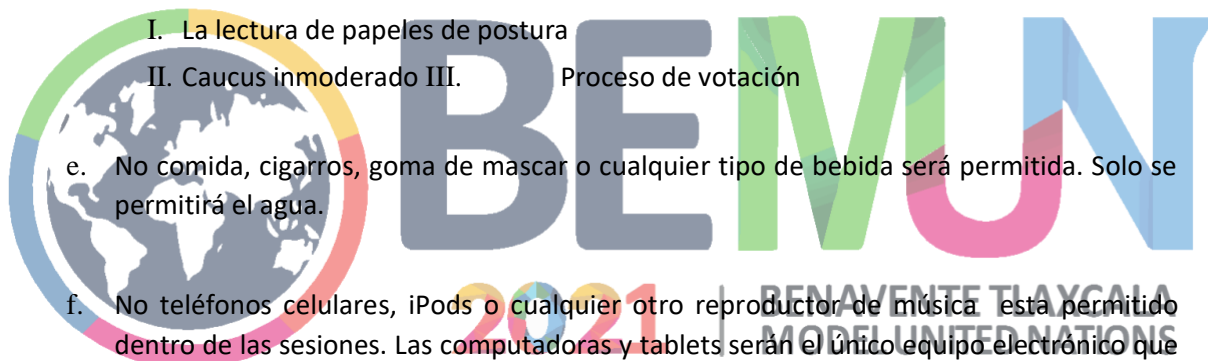 I. La lectura de papeles de postura
II. Caucus inmoderado III. Proceso de votación
e. No comida, cigarros, goma de mascar o cualquier tipo de bebida será permitida. Solo se
permitirá el agua.
f. No teléfonos celulares, iPods o cualquier otro reproductor de música esta permitido
dentro de las sesiones. Las computadoras y tablets serán el único equipo electrónico que
BEMUN
2021 | BENAVENTE TLAXCALA
MODEL UNITED NATIONS